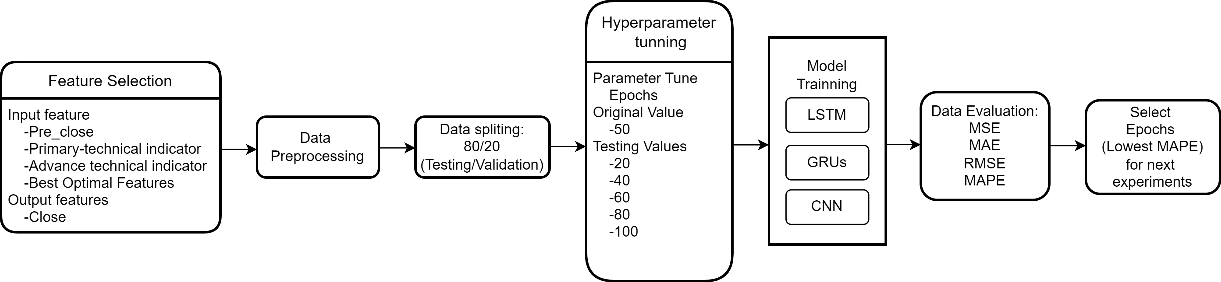 Feature Selection
Input feature
-Pre_close
-Primary-technical indicator
-Advance technical indicator
-Best Optimal Features
Output features
-Close
Data
Preprocessing
Data spliting:
80/20
(Testing/Validation)
Hyperparameter
tunning
Parameter Tune
Epochs
Original Value
-50
Testing Values
-20
-40
-60
-80
-100
Model
Trainning
LSTM
GRUs
CNN
Data Evaluation:
MSE
MAE
RMSE
MAPE
Select
Epochs
(Lowest MAPE)
for next
experiments